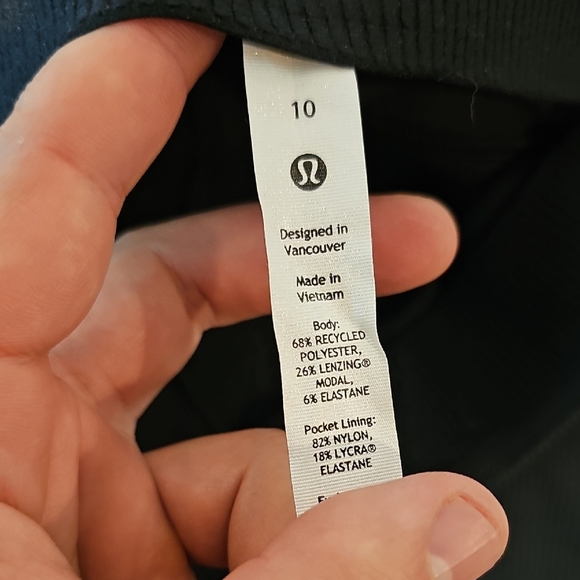 10
Designed in
Vancouver
Made in
Vietnam
Body:
68% RECYCLED
POLYESTER,
26% LENZING®
MODAL,
6% ELASTANE
Pocket Lining:
82% NYLON,
18% LYCRA®
ELASTANE